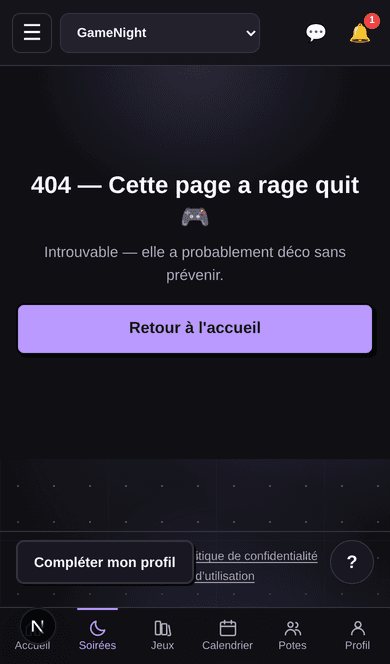 GameNight
1
404 — Cette page a rage quit
Introuvable — elle a probablement déco sans
prévenir.
Retour à l'accueil
Compléter mon profil
itique de confidentialité
d'utilisation
?
N
Accueil
Soirées
Jeux
Calendrier
Potes
Profil